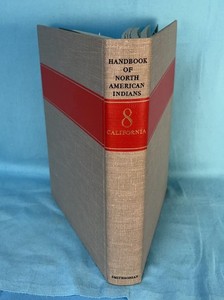 HANDBOOK
OF
NORTH
AMERICAN
INDIANS
8
CALIFORNIA
SMITHSONIAN